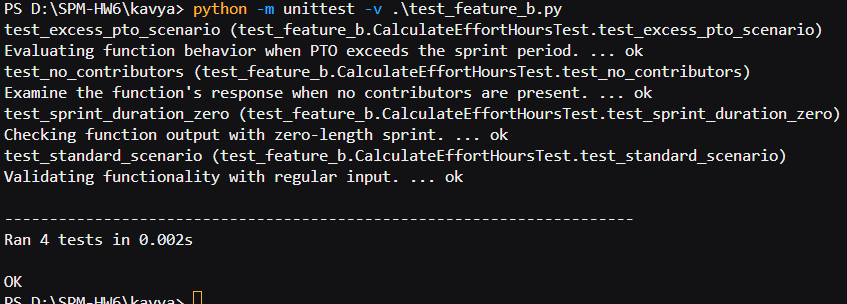 PS D:\SPM-HW6\kavya> python -m unittest -v .\test_feature_b.py
test_excess_pto_scenario (test_feature_b.CalculateEffortHoursTest.test_excess_pto_scenario)
Evaluating function behavior when PTO exceeds the sprint period. ... ok
test_no_contributors (test_feature_b.CalculateEffortHoursTest.test_no_contributors)
Examine the function's response when no contributors are present. ... ok
test_sprint_duration_zero (test_feature_b.CalculateEffortHoursTest.test_sprint_duration_zero)
Checking function output with zero-length sprint. ... ok
test_standard_scenario (test_feature_b.CalculateEffortHoursTest.test_standard_scenario)
Validating functionality with regular input. ... ok
----------------------------------------------------------------------
Ran 4 tests in 0.002s
OK
PS D:\SPM-HW6\kavya>